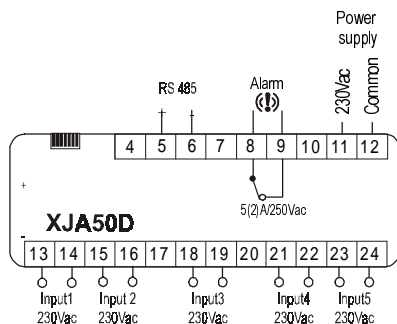 Power
supply
230Vac
Common
RS 485
Alarm
+ -
4 5 6 7 8 9 10 11 12
5(2)A/250Vac
+
XJA50D
-
13 14 15 16 17 18 19 20 21 22 23 24
Input1 Input 2 Input3 Input4 Input5
230Vac 230Vac 230Vac 230Vac 230Vac